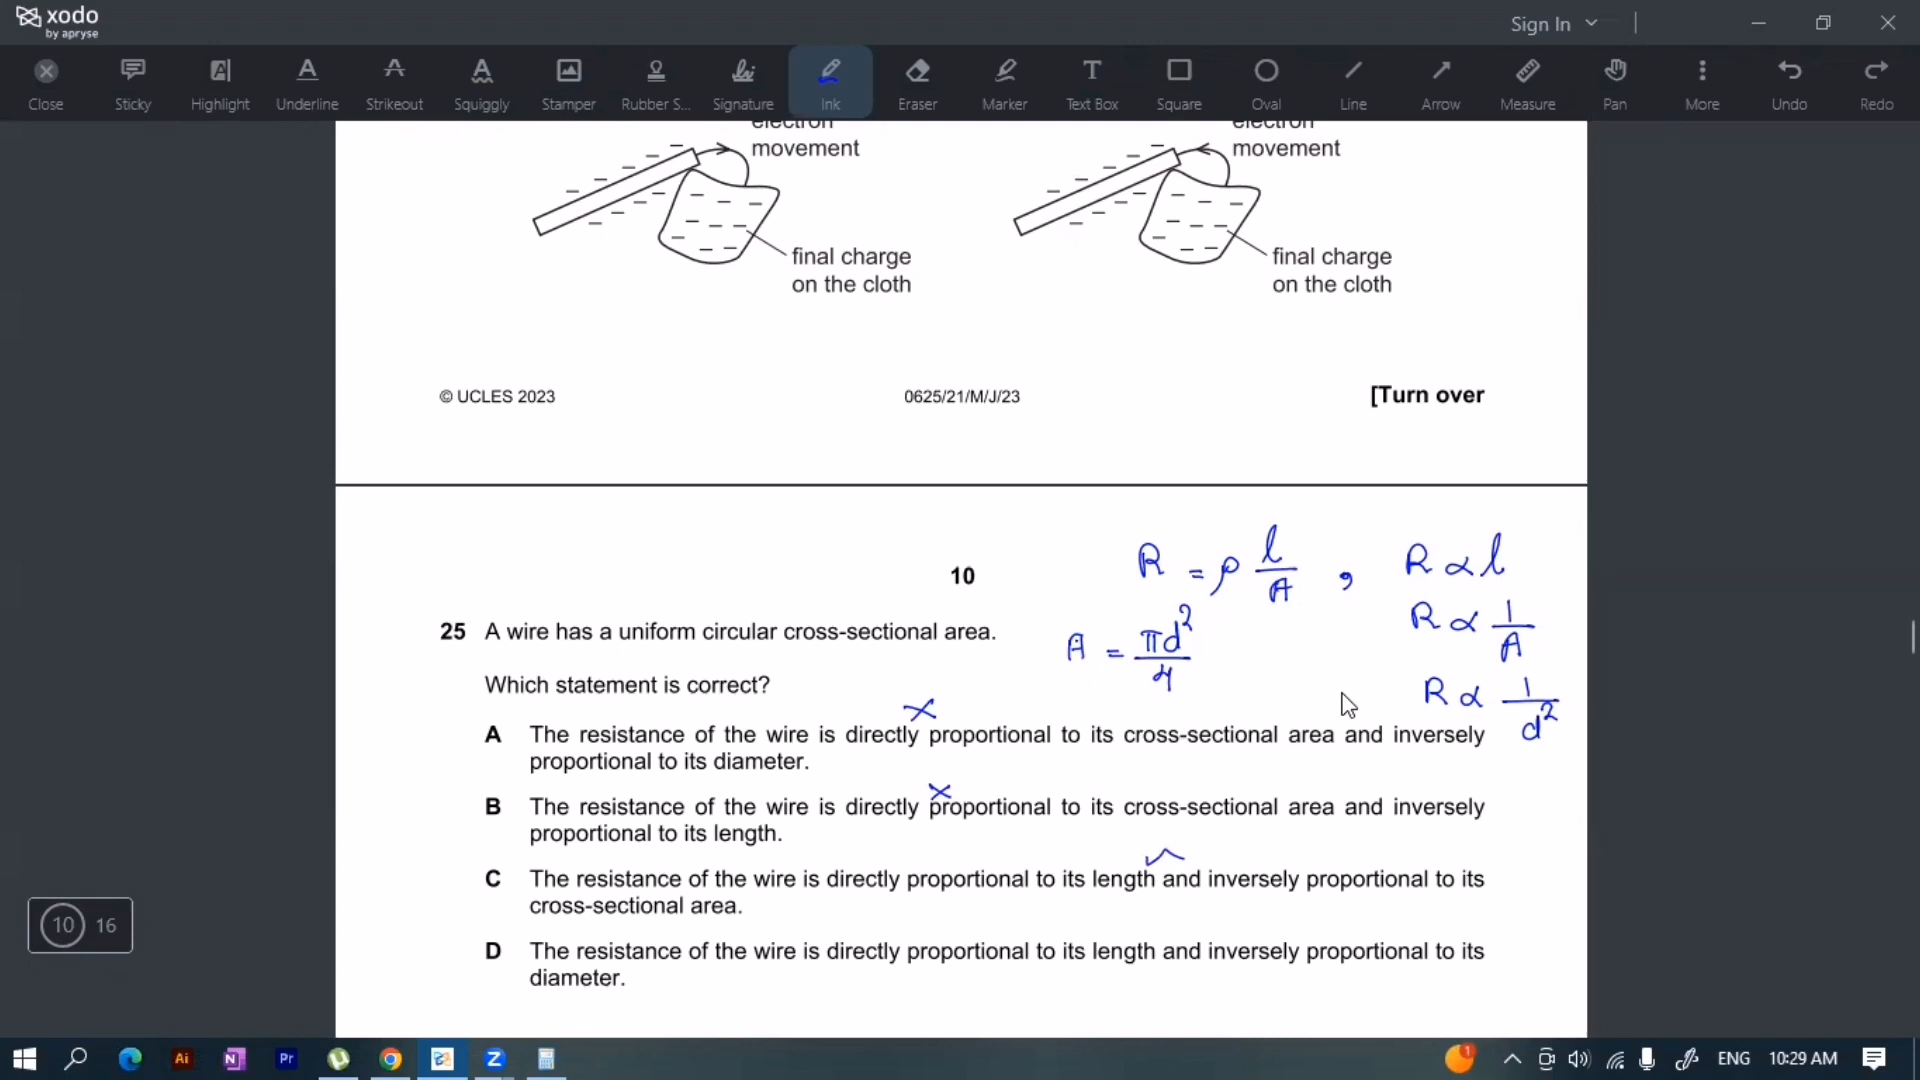 xodo
by apryse
Sign In
Close
Sticky
Highlight
Underline
Strikeout
Squiggly
Stamper
Rubber S...
Signature
Ink
Eraser
Marker
Text Box
Square
Oval
Line
Arrow
Measure
Pan
More
Undo
Redo
electron
movement
final charge
on the cloth
electron
movement
final charge
on the cloth
© UCLES 2023
0625/21/M/J/23
[Turn over
10
R = ρ l/A , R ∝ l
R ∝ 1/A
A = πd²/4
R ∝ 1/d²
25 A wire has a uniform circular cross-sectional area.
Which statement is correct?
A The resistance of the wire is directly proportional to its cross-sectional area and inversely
proportional to its diameter.
B The resistance of the wire is directly proportional to its cross-sectional area and inversely
proportional to its length.
C The resistance of the wire is directly proportional to its length and inversely proportional to its
cross-sectional area.
D The resistance of the wire is directly proportional to its length and inversely proportional to its
diameter.
10 16
Ai
N
Pr
Z
1
ENG
10:29 AM